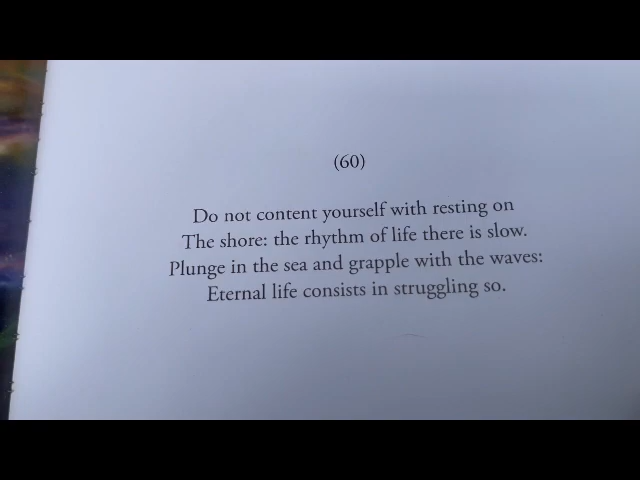 (60)
Do not content yourself with resting on
The shore: the rhythm of life there is slow.
Plunge in the sea and grapple with the waves:
Eternal life consists in struggling so.